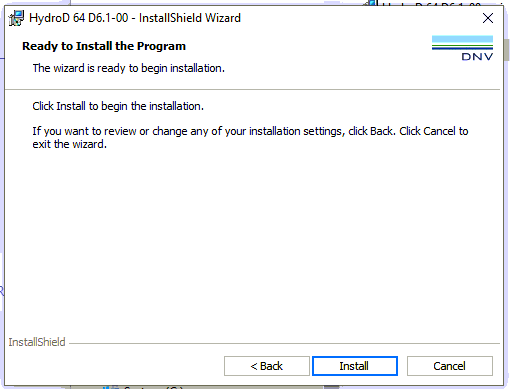 HydroD 64 D6.1-00 - InstallShield Wizard
Ready to Install the Program
The wizard is ready to begin installation.
DNV
Click Install to begin the installation.
If you want to review or change any of your installation settings, click Back. Click Cancel to
exit the wizard.
InstallShield
< Back
Install
Cancel